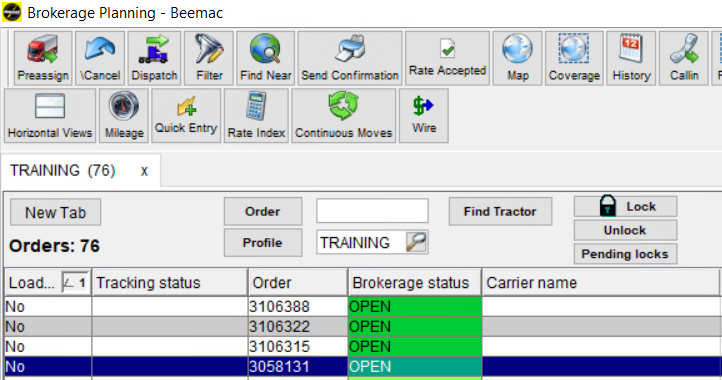 Brokerage Planning - Beemac
Preassign \Cancel Dispatch Filter Find Near Send Confirmation Rate Accepted Map Coverage History Callin
Horizontal Views Mileage Quick Entry Rate Index Continuous Moves Wire
TRAINING (76) x
New Tab Order Find Tractor Lock
Unlock
Orders: 76 Profile TRAINING Pending locks
Load... 1 Tracking status Order Brokerage status Carrier name
No 3106388 OPEN
No 3106322 OPEN
No 3106315 OPEN
No 3058131 OPEN